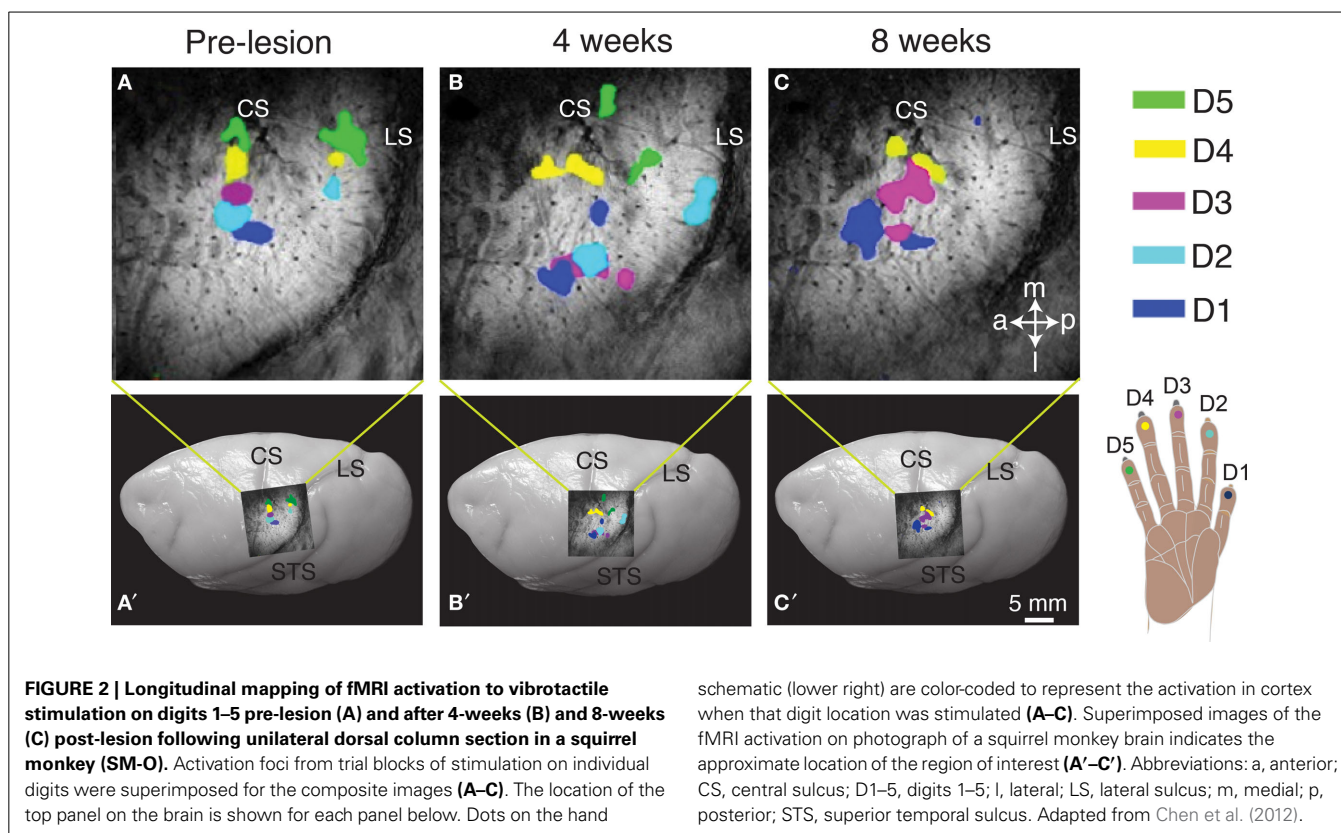 Pre-lesion
4 weeks
8 weeks
A
CS
LS
B
CS
LS
C
CS
LS
m
a
p
l
D5
D4
D3
D2
D1
CS
LS
STS
A′
CS
LS
STS
B′
CS
LS
STS
C′
5 mm
D3
D4
D2
D5
D1
FIGURE 2 | Longitudinal mapping of fMRI activation to vibrotactile
stimulation on digits 1–5 pre-lesion (A) and after 4-weeks (B) and 8-weeks
(C) post-lesion following unilateral dorsal column section in a squirrel
monkey (SM-O). Activation foci from trial blocks of stimulation on individual
digits were superimposed for the composite images (A–C). The location of the
top panel on the brain is shown for each panel below. Dots on the hand
schematic (lower right) are color-coded to represent the activation in cortex
when that digit location was stimulated (A–C). Superimposed images of the
fMRI activation on photograph of a squirrel monkey brain indicates the
approximate location of the region of interest (A′–C′). Abbreviations: a, anterior;
CS, central sulcus; D1–5, digits 1–5; l, lateral; LS, lateral sulcus; m, medial; p,
posterior; STS, superior temporal sulcus. Adapted from Chen et al. (2012).